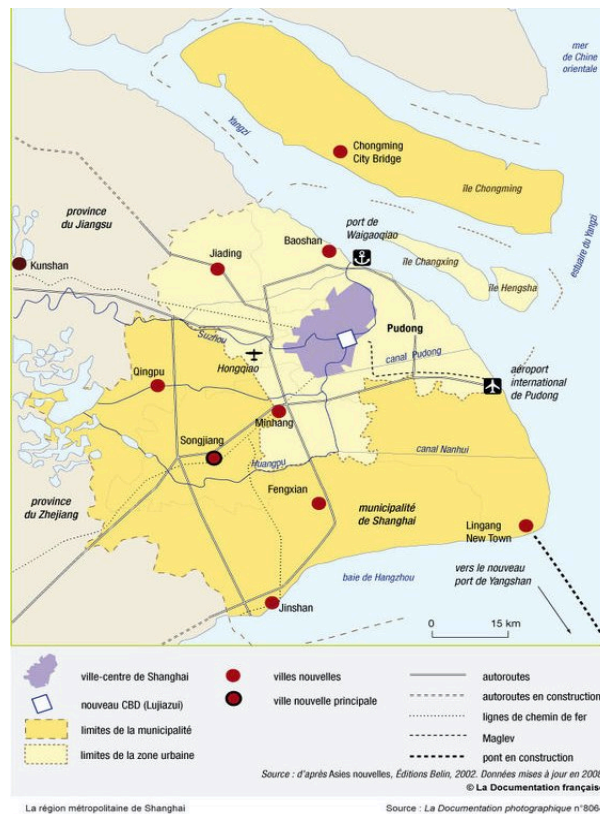 mer
de Chine
orientale
Yangzi
Chongming
City Bridge
île Chongming
province
du Jiangsu
port de
Waigaoqiao
estuaire du Yangzi
Baoshan
Jiading
île Changxing
île Hengsha
Kunshan
Suzhou
Pudong
canal Pudong
Hongqiao
aéroport
international
de Pudong
Qingpu
Minhang
Songjiang
canal Nanhui
Huangpu
Fengxian
province
du Zhejiang
municipalité
de Shanghai
Lingang
New Town
vers le nouveau
port de Yangshan
baie de Hangzhou
Jinshan
0 15 km
ville-centre de Shanghai
nouveau CBD (Lujiazui)
limites de la municipalité
limites de la zone urbaine
villes nouvelles
ville nouvelle principale
autoroutes
autoroutes en construction
lignes de chemin de fer
Maglev
pont en construction
Source : d'après Asies nouvelles, Éditions Belin, 2002. Données mises à jour en 2008
© La Documentation française
La région métropolitaine de Shanghai
Source : La Documentation photographique n°806